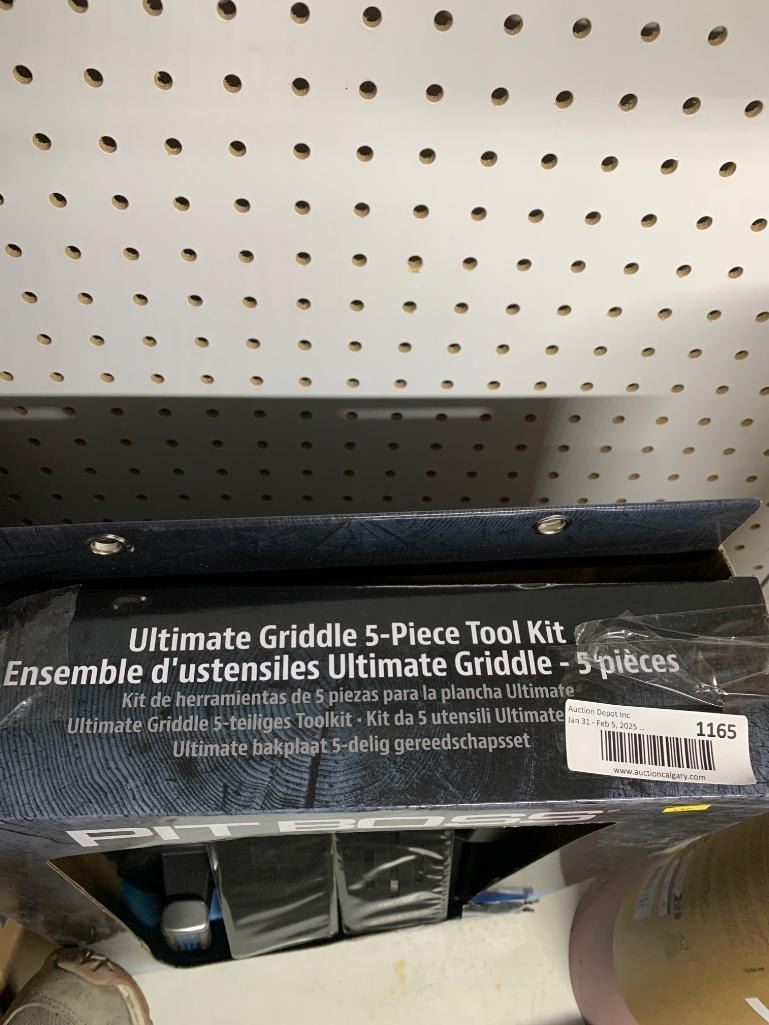 Ultimate Griddle 5-Piece Tool Kit
Ensemble d'ustensiles Ultimate Griddle - 5 pièces
Kit de herramientas de 5 piezas para la plancha Ultimate
Ultimate Griddle 5-teiliges Toolkit · Kit da 5 utensili Ultimate
Ultimate bakplaat 5-delig gereedschapsset
Auction Depot Inc
Jan 31 - Feb 5, 2025 ...
1165
www.auctioncalgary.com
PIT BOSS